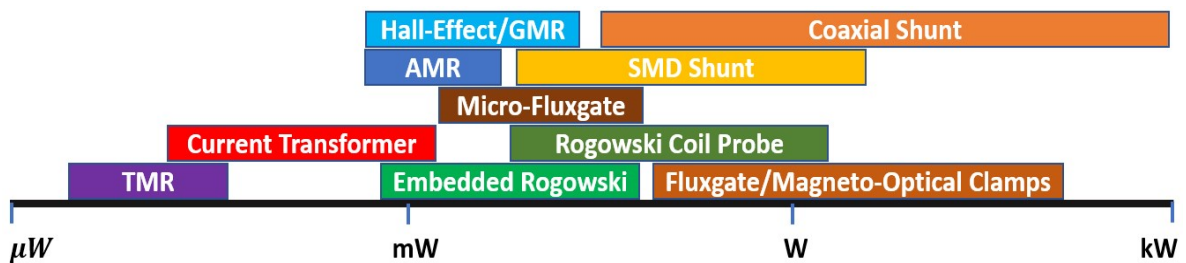 Hall-Effect/GMR
Coaxial Shunt
AMR
SMD Shunt
Micro-Fluxgate
Current Transformer
Rogowski Coil Probe
TMR
Embedded Rogowski
Fluxgate/Magneto-Optical Clamps
μW
mW
W
kW